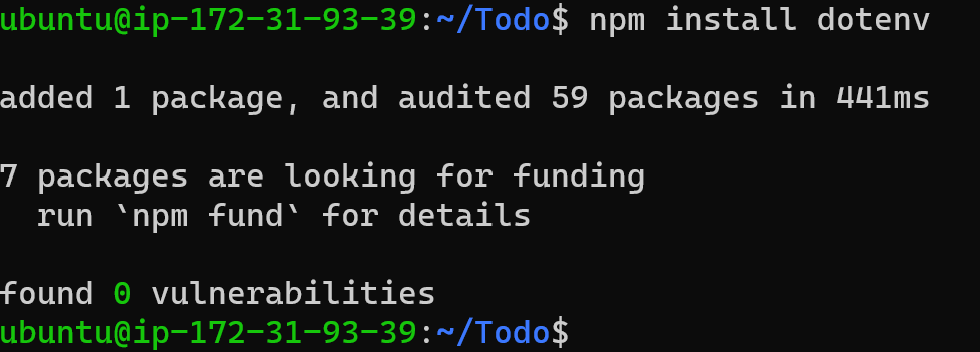 ubuntu@ip-172-31-93-39:~/Todo$ npm install dotenv
added 1 package, and audited 59 packages in 441ms
7 packages are looking for funding
run `npm fund` for details
found 0 vulnerabilities
ubuntu@ip-172-31-93-39:~/Todo$